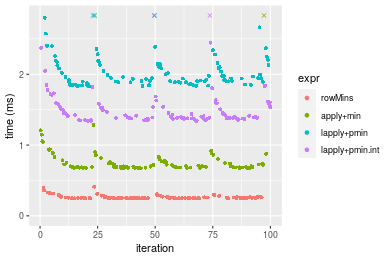 time (ms)
2
1
0
0
25
50
75
100
iteration
expr
rowMins
apply+min
lapply+pmin
lapply+pmin.int